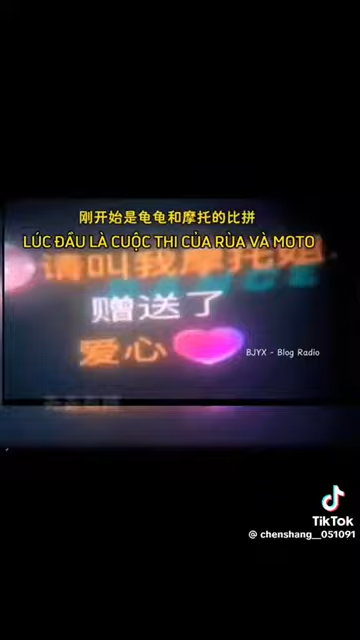 刚开始是龟龟和摩托的比拼
LÚC ĐẦU LÀ CUỘC THI CỦA RÙA VÀ MOTO
请叫我摩托姐
赠送了
爱心
BJYX - Blog Radio
TikTok
@ chenshang__051091